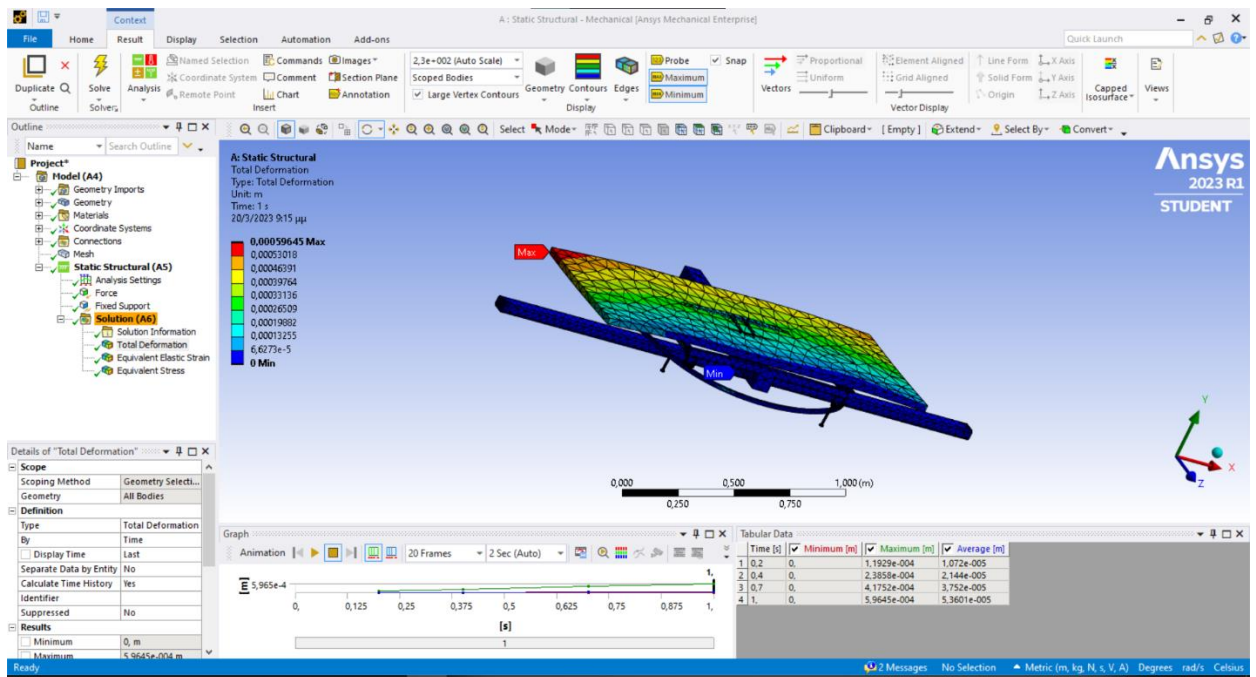 Context
A : Static Structural - Mechanical [Ansys Mechanical Enterprise]
File Home Result Display Selection Automation Add-ons
Quick Launch
Duplicate
Outline
Solve
Solver
Analysis
Named Selection
Coordinate System
Remote Point
Commands
Comment
Chart
Images
Section Plane
Annotation
Insert
2,3e+002 (Auto Scale)
Scoped Bodies
Large Vertex Contours
Geometry Contours Edges
Display
Probe
Maximum
Minimum
Snap
Vectors
Proportional
Uniform
Element Aligned
Grid Aligned
Line Form
Solid Form
Origin
X Axis
Y Axis
Z Axis
Vector Display
Capped
Isosurface
Views
Outline
Name Search Outline
Select Mode Clipboard [ Empty ] Extend Select By Convert
Project*
Model (A4)
Geometry Imports
Geometry
Materials
Coordinate Systems
Connections
Mesh
Static Structural (A5)
Analysis Settings
Force
Fixed Support
Solution (A6)
Solution Information
Total Deformation
Equivalent Elastic Strain
Equivalent Stress
A: Static Structural
Total Deformation
Type: Total Deformation
Unit: m
Time: 1 s
20/3/2023 9:15 μμ
0,00059645 Max
0,00053018
0,00046391
0,00039764
0,00033136
0,00026509
0,00019882
0,00013255
6,6273e-5
0 Min
Max
Min
Ansys
2023 R1
STUDENT
Y
X
Z
0,000 0,500 1,000 (m)
0,250 0,750
Details of "Total Deformation"
Scope
Scoping Method Geometry Selecti...
Geometry All Bodies
Definition
Type Total Deformation
By Time
Display Time Last
Separate Data by Entity No
Calculate Time History Yes
Identifier
Suppressed No
Results
Minimum 0, m
Maximum 5,9645e-004 m
Graph
Animation 20 Frames 2 Sec (Auto)
1,
5,965e-4
0, 0,125 0,25 0,375 0,5 0,625 0,75 0,875 1,
[s]
1
Tabular Data
Time [s] Minimum [m] Maximum [m] Average [m]
1 0,2 0, 1,1929e-004 1,072e-005
2 0,4 0, 2,3858e-004 2,144e-005
3 0,7 0, 4,1752e-004 3,752e-005
4 1, 0, 5,9645e-004 5,3601e-005
Ready
2 Messages No Selection Metric (m, kg, N, s, V, A) Degrees rad/s Celsius